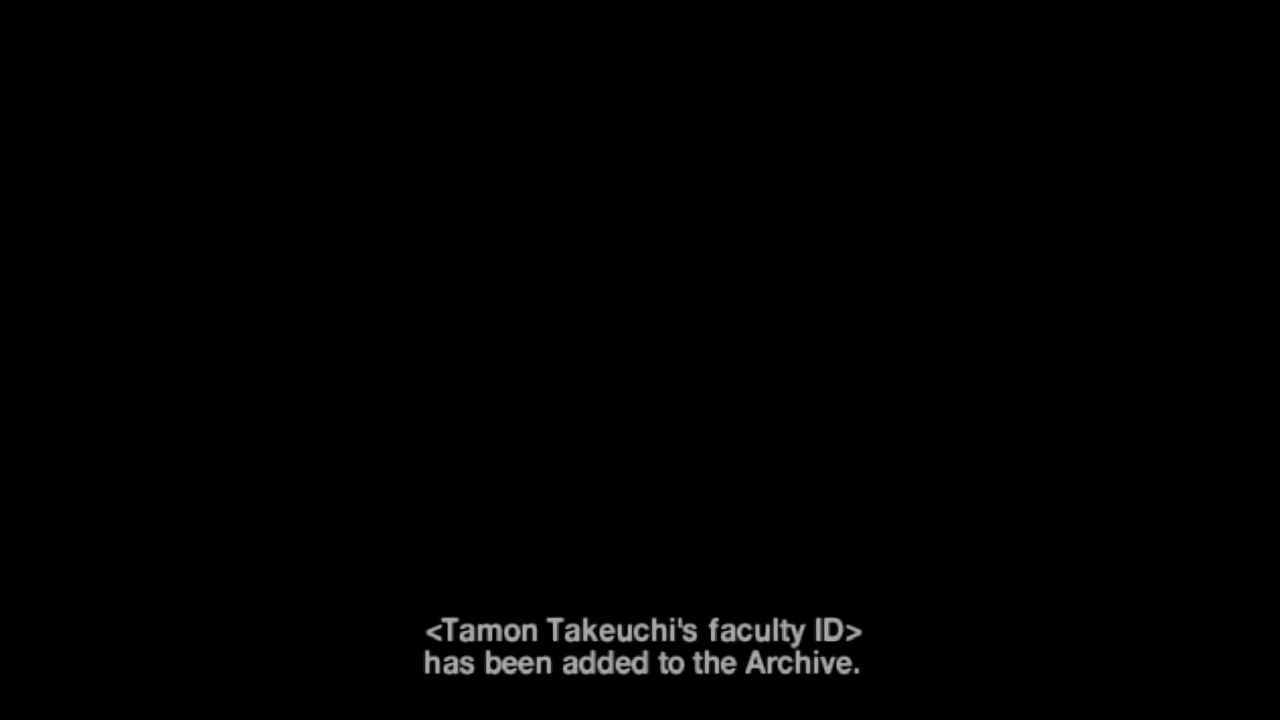 <Tamon Takeuchi's faculty ID>
has been added to the Archive.